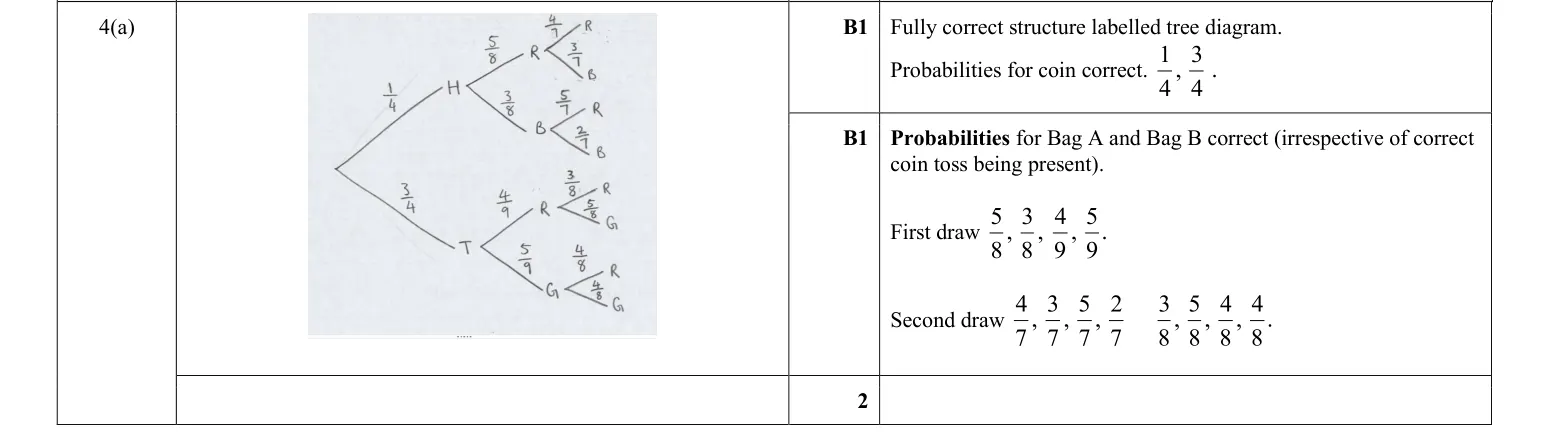 4(a)
1/4
H
5/8
R
4/7
R
3/7
B
3/8
B
5/7
R
2/7
B
3/4
T
4/9
R
3/8
R
5/8
G
5/9
G
4/8
R
4/8
G
B1 Fully correct structure labelled tree diagram.
Probabilities for coin correct. 1/4, 3/4 .
B1 Probabilities for Bag A and Bag B correct (irrespective of correct
coin toss being present).
First draw 5/8, 3/8, 4/9, 5/9.
Second draw 4/7, 3/7, 5/7, 2/7 3/8, 5/8, 4/8, 4/8.
2